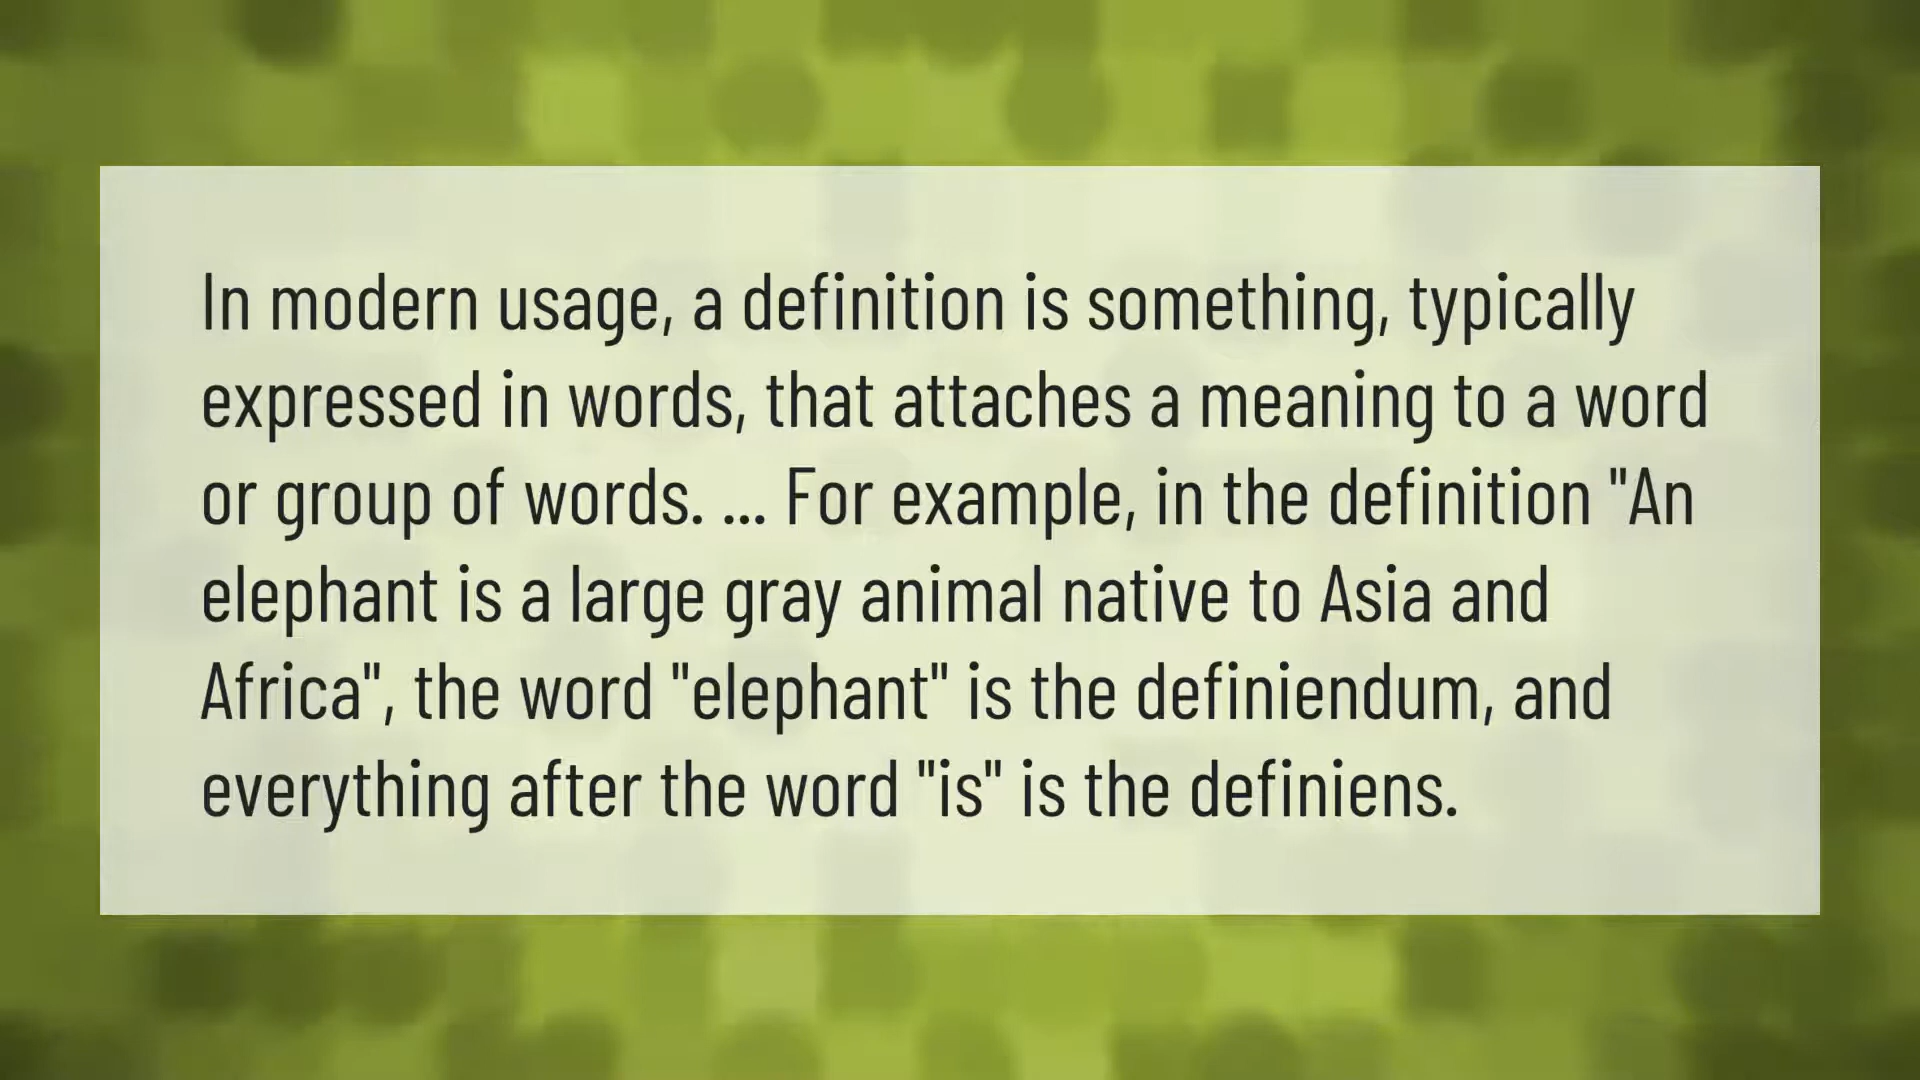 In modern usage, a definition is something, typically
expressed in words, that attaches a meaning to a word
or group of words. ... For example, in the definition "An
elephant is a large gray animal native to Asia and
Africa", the word "elephant" is the definiendum, and
everything after the word "is" is the definiens.